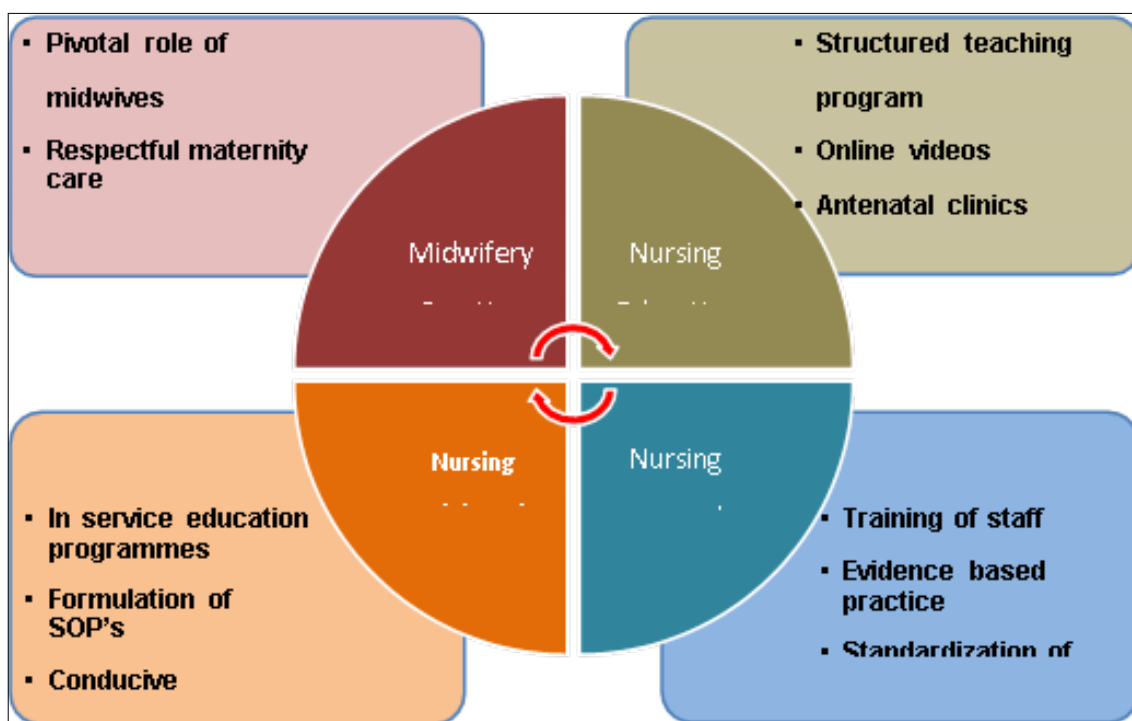 ▪ Pivotal role of
midwives
▪ Respectful maternity
care
▪ Structured teaching
program
▪ Online videos
▪ Antenatal clinics
Midwifery
Nursing
Nursing
Nursing
▪ In service education
programmes
▪ Formulation of
SOP's
▪ Conducive
▪ Training of staff
▪ Evidence based
practice
▪ Standardization of